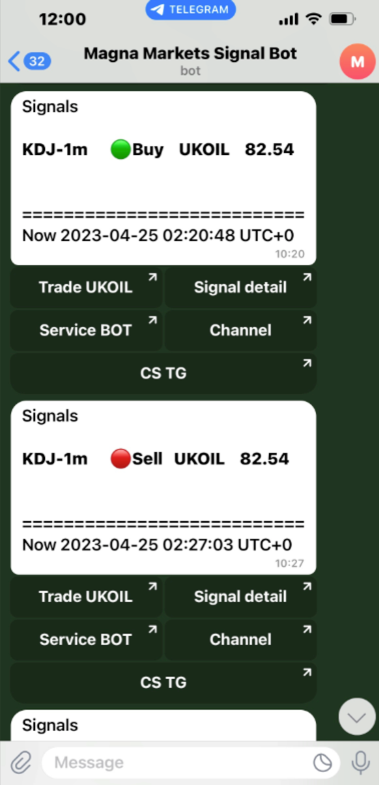 12:00
TELEGRAM
32
Magna Markets Signal Bot
bot
M
Signals
KDJ-1m Buy UKOIL 82.54
===========================
Now 2023-04-25 02:20:48 UTC+0
10:20
Trade UKOIL Signal detail
Service BOT Channel
CS TG
Signals
KDJ-1m Sell UKOIL 82.54
===========================
Now 2023-04-25 02:27:03 UTC+0
10:27
Trade UKOIL Signal detail
Service BOT Channel
CS TG
Signals
Message